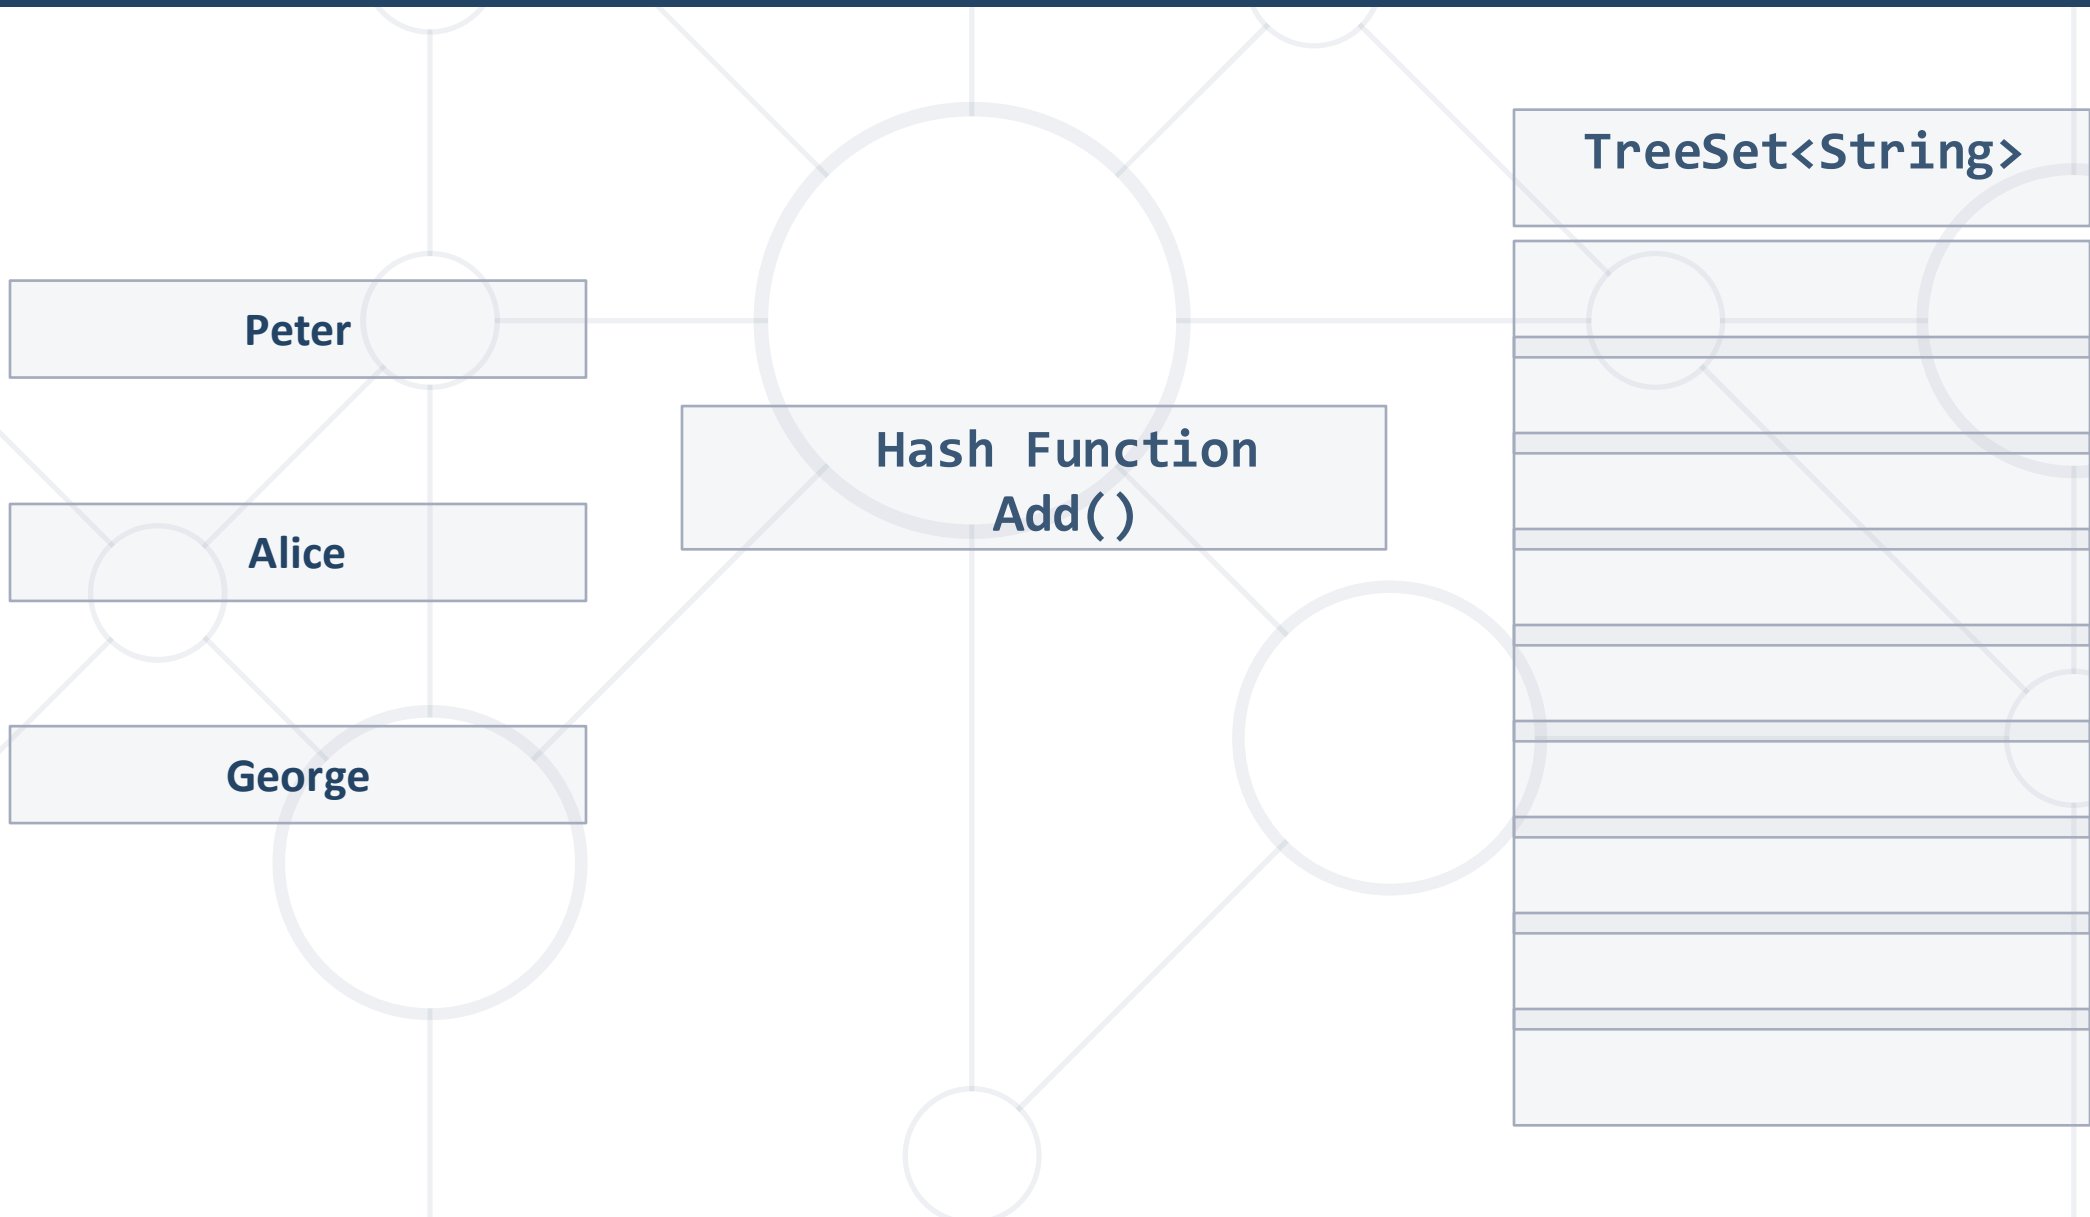 TreeSet<String>
Peter
Hash Function
Add()
Alice
George